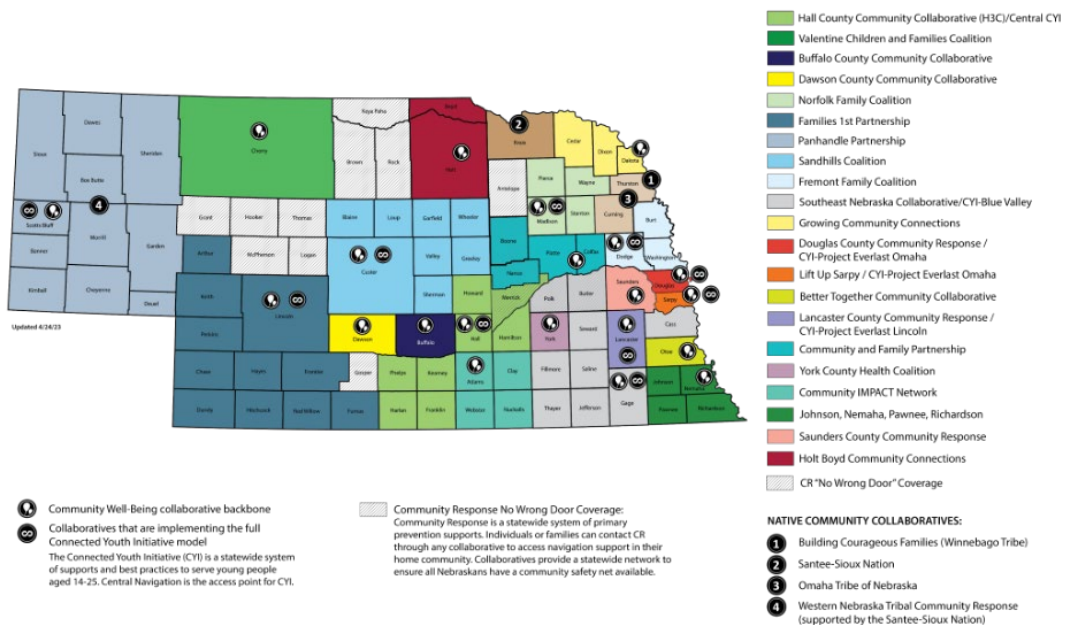 Hall County Community Collaborative (H3C)/Central CYI
Valentine Children and Families Coalition
Buffalo County Community Collaborative
Dawson County Community Collaborative
Norfolk Family Coalition
Families 1st Partnership
Panhandle Partnership
Sandhills Coalition
Fremont Family Coalition
Southeast Nebraska Collaborative/CYI-Blue Valley
Growing Community Connections
Douglas County Community Response /
CYI-Project Everlast Omaha
Lift Up Sarpy / CYI-Project Everlast Omaha
Better Together Community Collaborative
Lancaster County Community Response /
CYI-Project Everlast Lincoln
Community and Family Partnership
York County Health Coalition
Community IMPACT Network
Johnson, Nemaha, Pawnee, Richardson
Saunders County Community Response
Holt Boyd Community Connections
CR "No Wrong Door" Coverage
NATIVE COMMUNITY COLLABORATIVES:
1 Building Courageous Families (Winnebago Tribe)
2 Santee-Sioux Nation
3 Omaha Tribe of Nebraska
4 Western Nebraska Tribal Community Response
(supported by the Santee-Sioux Nation)
Sioux
Dawes
Sheridan
Box Butte
Scotts Bluff
4
Morrill
Garden
Banner
Kimball
Cheyenne
Deuel
Cherry
Keya Paha
Boyd
Brown
Rock
Holt
2
Knox
Cedar
Dixon
Dakota
Antelope
Pierce
Wayne
Thurston
1
3
Madison
Stanton
Cuming
Burt
Grant
Hooker
Thomas
Blaine
Loup
Garfield
Wheeler
Arthur
McPherson
Logan
Custer
Valley
Greeley
Boone
Platte
Colfax
Dodge
Washington
Nance
Keith
Lincoln
Sherman
Howard
Merrick
Polk
Butler
Saunders
Douglas
Sarpy
Perkins
Dawson
Buffalo
Hall
Hamilton
York
Seward
Lancaster
Cass
Otoe
Chase
Hayes
Frontier
Gosper
Phelps
Kearney
Adams
Clay
Fillmore
Saline
Gage
Johnson
Nemaha
Dundy
Hitchcock
Red Willow
Furnas
Harlan
Franklin
Webster
Nuckolls
Thayer
Jefferson
Pawnee
Richardson
Updated 4/24/23
Community Well-Being collaborative backbone
Collaboratives that are implementing the full
Connected Youth Initiative model
The Connected Youth Initiative (CYI) is a statewide system
of supports and best practices to serve young people
aged 14-25. Central Navigation is the access point for CYI.
Community Response No Wrong Door Coverage:
Community Response is a statewide system of primary
prevention supports. Individuals or families can contact CR
through any collaborative to access navigation support in their
home community. Collaboratives provide a statewide network to
ensure all Nebraskans have a community safety net available.